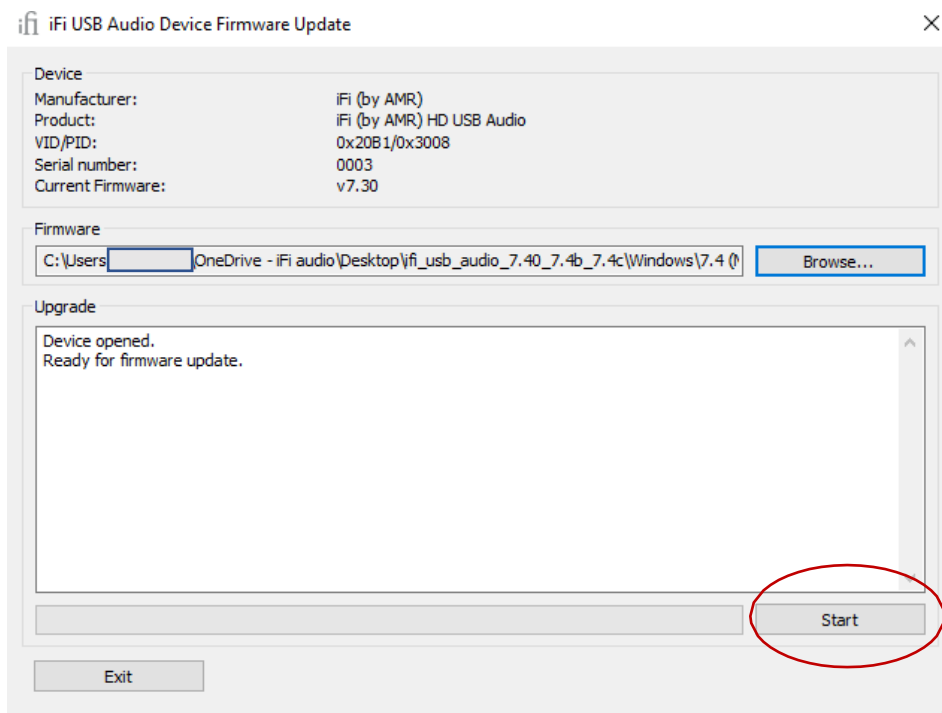 ifi iFi USB Audio Device Firmware Update
Device
Manufacturer: iFi (by AMR)
Product: iFi (by AMR) HD USB Audio
VID/PID: 0x20B1/0x3008
Serial number: 0003
Current Firmware: v7.30
Firmware
C:\Users \OneDrive - iFi audio\Desktop\ifi_usb_audio_7.40_7.4b_7.4c\Windows\7.4 (
Browse...
Upgrade
Device opened.
Ready for firmware update.
Start
Exit